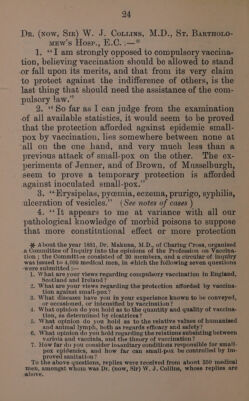 24
Dr. (now, Sir) W. J. Collins, M.D., St. Bartholo-
mew's Hosp., E.C. :—*
1. "I am strongly opposed to compulsory vaccina-
tion, believing vaccination should be allowed to stand
or fall upon its merits, and that from its very claim
to protect against the indifference of others, is the
last thing that should need the assistance of the com-
pulsory law."
2. "So far as I can judge from the examination
of all available statistics, it would seem to be proved
that the protection afforded against epidemic small-
pox by vaccination, lies somewhere between none at
all on the one hand, and very much less than a
previous attack of small-pox on the other. The ex-
periments of Jenner, and of Brown, of Musselburgh,
seem to prove a temporary protection is afforded
against inoculated small-pox."
3. "Erysipelas, pyæmia, eczema, prurigo, syphilis,
ulceration of vesicles." (See notes of cases)
4. "It appears to me at variance with all our
pathological knowledge of morbid poisons to suppose
that more constitutional effect or more protection
* About the year 1881, Dr. Makuna, M.D., of Charing Cross, organised
a Committee of Inquiry into the opinions of the Profession on Vaccina-
tion; the Committee consisted of 30 members, and a circular of inquiry
was issued to 4,000 medical men, in which the following seven questions
were submitted :—
1. What are your views regarding compulsory vaccination in England,
Scotland and Ireland?
2. What are your views regarding the protection afforded by vaccina-
tion against small-pox?
3. What diseases have you in your experience known to be conveyed,
or occasioned, or intensified by vaccination?
4. What opinion do you hold as to the quantity and quality of vaccina-
tion, as determined by cicatrices?
5. What opinion do you hold as to the relative values of humanised
and animal lymph, both as regards efficacy and safety?
6. What opinion do you hold regarding the relations subsisting between
variola and vaccinia, and the theory of vaccination?
7. How far do you consider insanitary conditions responsible for small-
pox epidemics, and how far can small-pox be controlled by im-
proved sanitation?
To the above questions, replies were received from about 350 medical
men, amongst whom was Dr. (now, Sir) W. J. Collins, whose replies are
above.